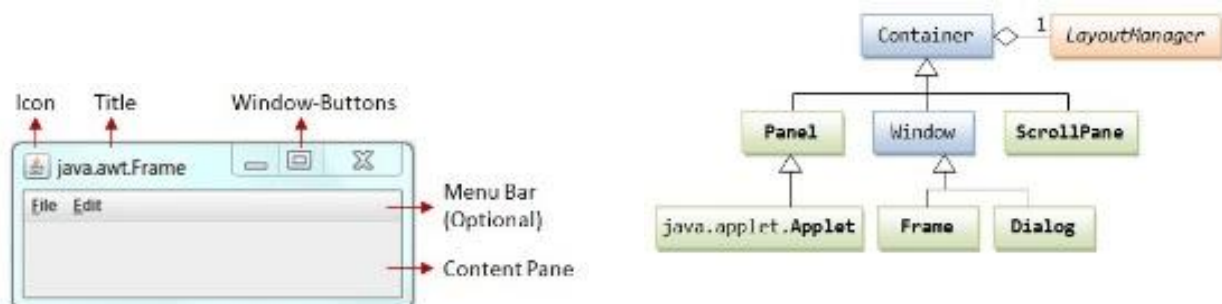 Icon Title Window-Buttons
java.awt.Frame
File Edit
Menu Bar
(Optional)
Content Pane
Container 1 LayoutManager
Panel Window ScrollPane
java.applet.Applet Frame Dialog